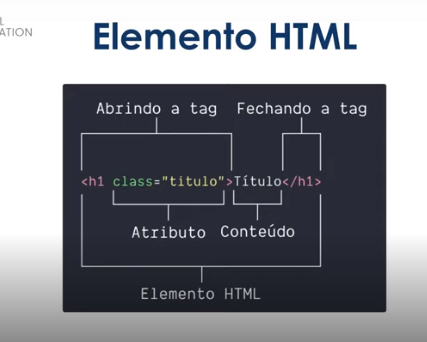 ATION
Elemento HTML
Abrindo a tag Fechando a tag
<h1 class="titulo">Título</h1>
Atributo Conteúdo
Elemento HTML